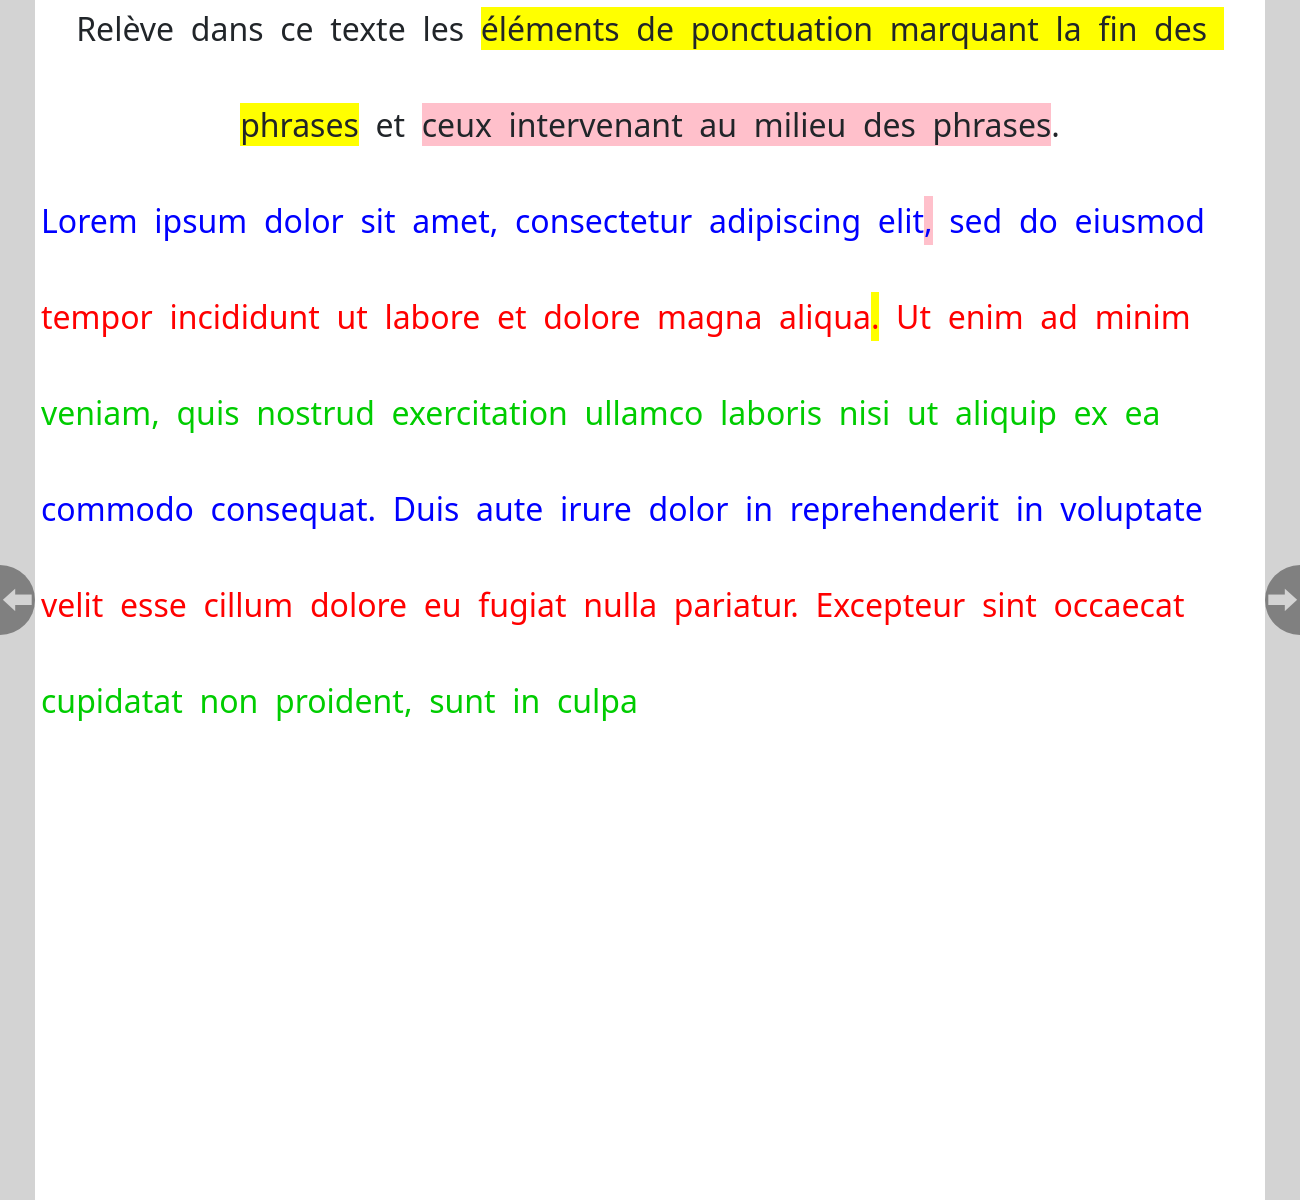 Relève dans ce texte les éléments de ponctuation marquant la fin des
phrases et ceux intervenant au milieu des phrases.
Lorem ipsum dolor sit amet, consectetur adipiscing elit, sed do eiusmod
tempor incididunt ut labore et dolore magna aliqua. Ut enim ad minim
veniam, quis nostrud exercitation ullamco laboris nisi ut aliquip ex ea
commodo consequat. Duis aute irure dolor in reprehenderit in voluptate
velit esse cillum dolore eu fugiat nulla pariatur. Excepteur sint occaecat
cupidatat non proident, sunt in culpa